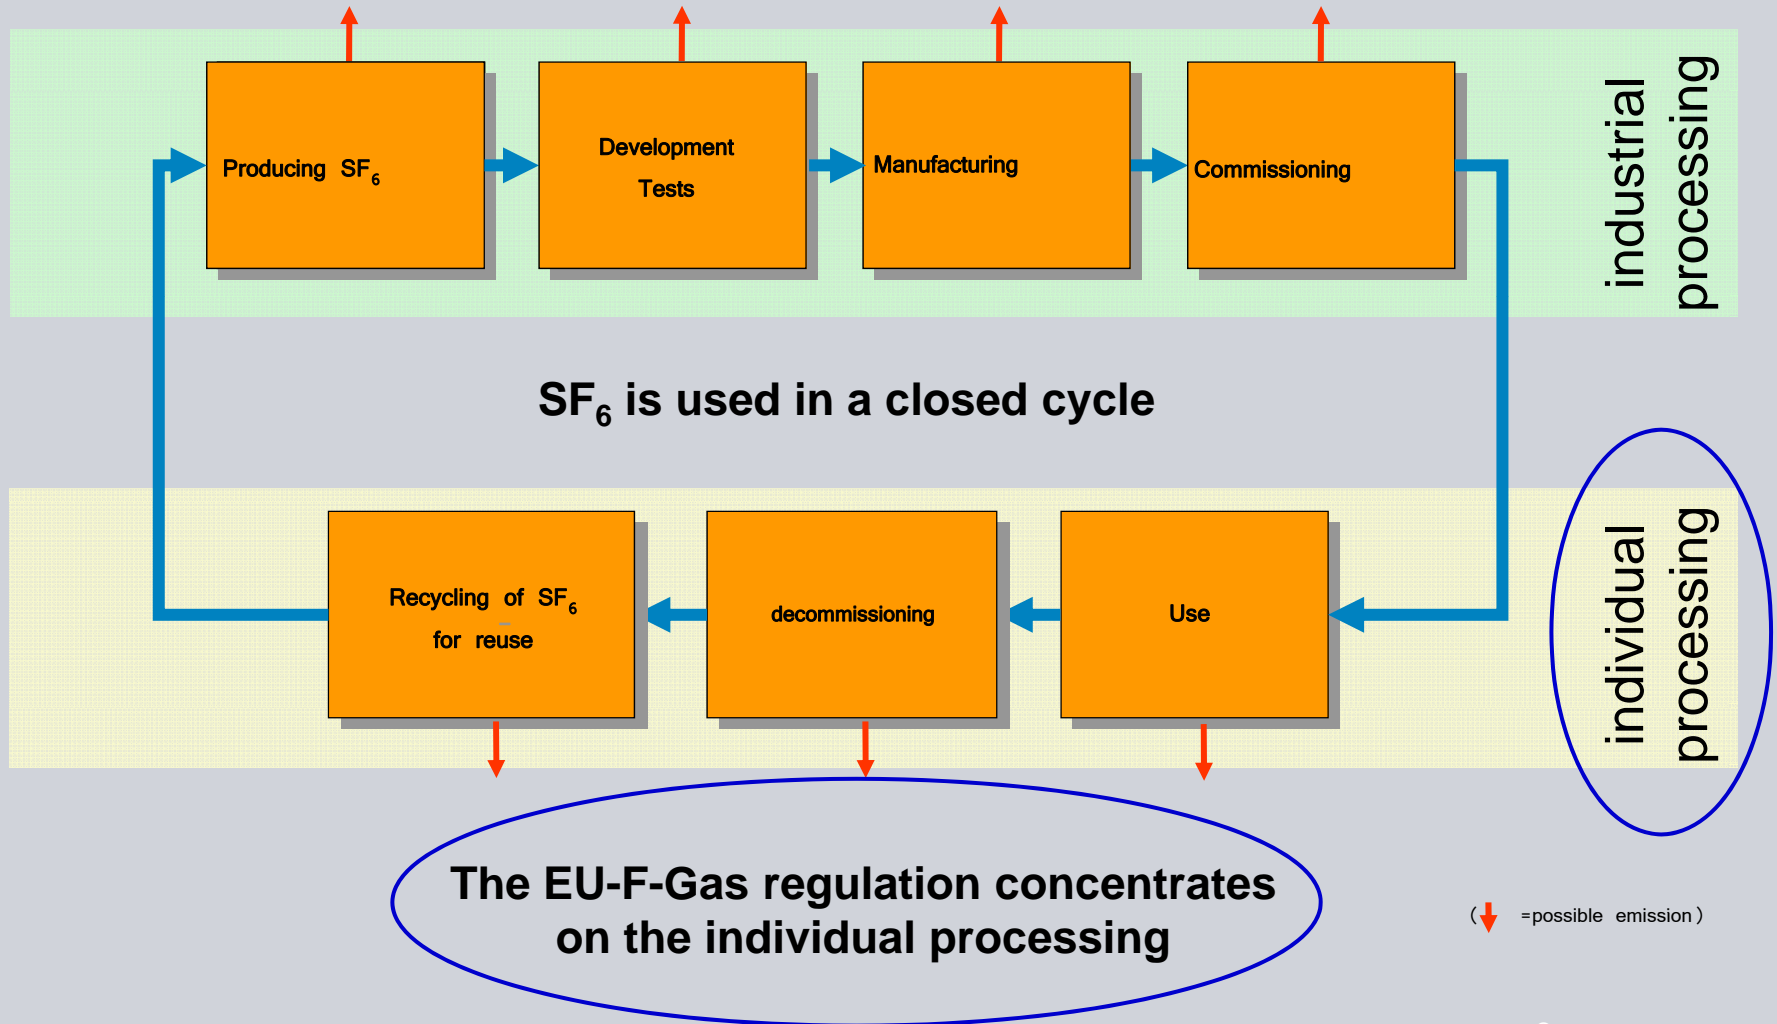 Producing SF₆
Development
Tests
Manufacturing
Commissioning
industrial
processing
SF₆ is used in a closed cycle
Recycling of SF₆
for reuse
decommissioning
Use
individual
processing
The EU-F-Gas regulation concentrates
on the individual processing
( =possible emission)